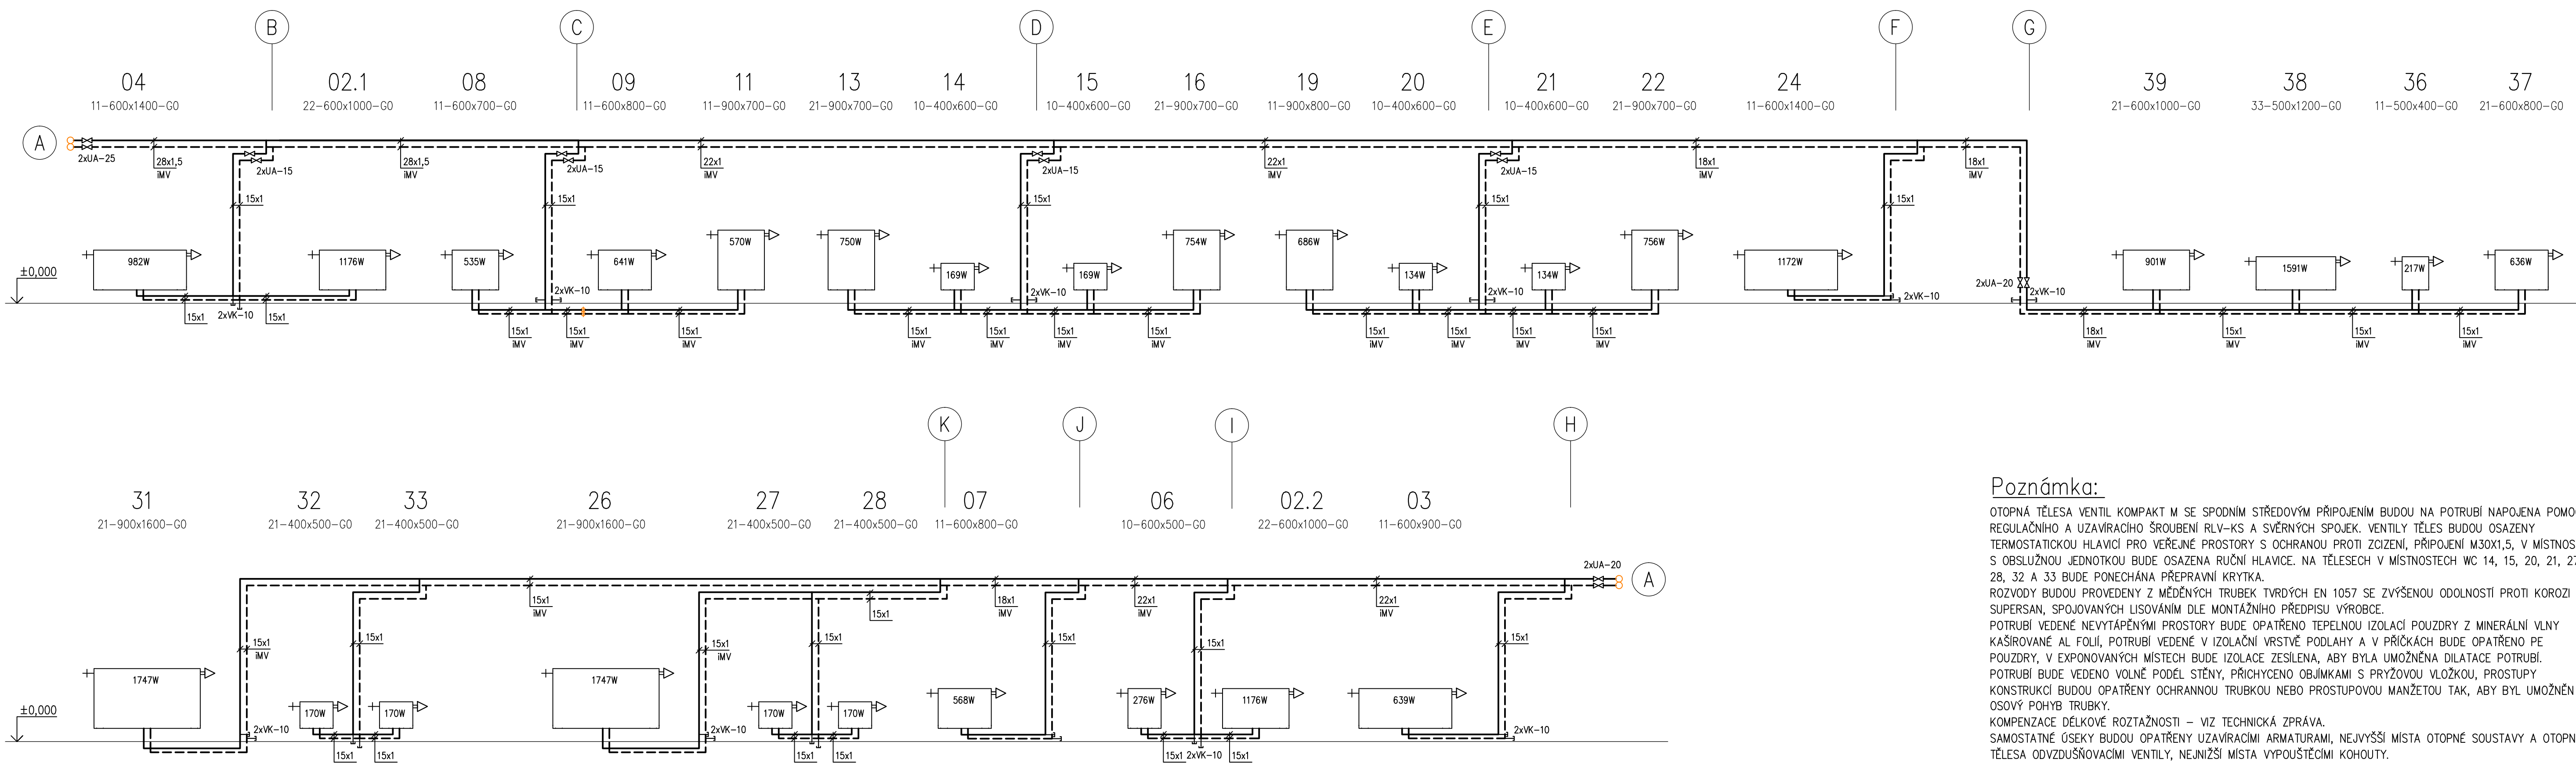 B C D E F G
04 02.1 08 09 11 13 14 15 16 19 20 21 22 24 39 38 36 37
11-600x1400-G0 22-600x1000-G0 11-600x700-G0 11-600x800-G0 11-900x700-G0 21-900x700-G0 10-400x600-G0 10-400x600-G0 21-900x700-G0 11-900x800-G0 10-400x600-G0 10-400x600-G0 21-900x700-G0 11-600x1400-G0 21-600x1000-G0 33-500x1200-G0 11-500x400-G0 21-600x800-G0
A
2xUA-25 28x1,5 2xUA-15 28x1,5 2xUA-15 22x1 2xUA-15 22x1 2xUA-15 18x1 18x1
iMV iMV iMV iMV iMV iMV
15x1 15x1 15x1 15x1 15x1
982W 1176W 535W 641W 570W 750W 169W 169W 754W 686W 134W 134W 756W 1172W 901W 1591W 217W 636W
±0,000
2xUA-20
2xVK-10 2xVK-10 2xVK-10 2xVK-10 2xVK-10 2xVK-10
15x1 15x1 15x1 15x1 15x1 15x1 15x1 15x1 15x1 15x1 15x1 15x1 15x1 18x1 15x1 15x1 15x1
iMV iMV iMV iMV iMV iMV iMV iMV iMV iMV iMV iMV iMV iMV iMV
K J I H
31 32 33 26 27 28 07 06 02.2 03
21-900x1600-G0 21-400x500-G0 21-400x500-G0 21-900x1600-G0 21-400x500-G0 21-400x500-G0 11-600x800-G0 10-600x500-G0 22-600x1000-G0 11-600x900-G0
2xUA-20
A
15x1 15x1 18x1 22x1 22x1
iMV iMV iMV iMV
15x1 15x1 15x1 15x1 15x1 15x1 15x1
iMV iMV
1747W 170W 170W 1747W 170W 170W 568W 276W 1176W 639W
±0,000
2xVK-10 2xVK-10 2xVK-10 2xVK-10
15x1 15x1 15x1 15x1 15x1 2xVK-10 15x1
Poznámka:
OTOPNÁ TĚLESA VENTIL KOMPAKT M SE SPODNÍM STŘEDOVÝM PŘIPOJENÍM BUDOU NA POTRUBÍ NAPOJENA
REGULAČNÍHO A UZAVÍRACÍHO ŠROUBENÍ RLV-KS A SVĚRNÝCH SPOJEK. VENTILY TĚLES BUDOU OSAZENY
TERMOSTATICKOU HLAVICÍ PRO VEŘEJNÉ PROSTORY S OCHRANOU PROTI ZCIZENÍ, PŘIPOJENÍ M30X1,5, V
S OBSLUŽNOU JEDNOTKOU BUDE OSAZENA RUČNÍ HLAVICE. NA TĚLESECH V MÍSTNOSTECH WC 14, 15, 20, 21,
28, 32 A 33 BUDE PONECHÁNA PŘEPRAVNÍ KRYTKA.
ROZVODY BUDOU PROVEDENY Z MĚDĚNÝCH TRUBEK TVRDÝCH EN 1057 SE ZVÝŠENOU ODOLNOSTÍ PROTI KOROZI
SUPERSAN, SPOJOVANÝCH LISOVÁNÍM DLE MONTÁŽNÍHO PŘEDPISU VÝROBCE.
POTRUBÍ VEDENÉ NEVYTÁPĚNÝMI PROSTORY BUDE OPATŘENO TEPELNOU IZOLACÍ POUZDRY Z MINERÁLNÍ VLNY
KAŠÍROVANÉ AL FOLIÍ, POTRUBÍ VEDENÉ V IZOLAČNÍ VRSTVĚ PODLAHY A V PŘÍČKÁCH BUDE OPATŘENO PE
POUZDRY, V EXPONOVANÝCH MÍSTECH BUDE IZOLACE ZESÍLENA, ABY BYLA UMOŽNĚNA DILATACE POTRUBÍ.
POTRUBÍ BUDE VEDENO VOLNĚ PODÉL STĚNY, PŘICHYCENO OBJÍMKAMI S PRYŽOVOU VLOŽKOU, PROSTUPY
KONSTRUKCÍ BUDOU OPATŘENY OCHRANNOU TRUBKOU NEBO PROSTUPOVOU MANŽETOU TAK, ABY BYL UMOŽNĚN
OSOVÝ POHYB TRUBKY.
KOMPENZACE DÉLKOVÉ ROZTAŽNOSTI – VIZ TECHNICKÁ ZPRÁVA.
SAMOSTATNÉ ÚSEKY BUDOU OPATŘENY UZAVÍRACÍMI ARMATURAMI, NEJVYŠŠÍ MÍSTA OTOPNÉ SOUSTAVY A
TĚLESA ODVZDUŠŇOVACÍMI VENTILY, NEJNIŽŠÍ MÍSTA VYPOUŠTĚCÍMI KOHOUTY.